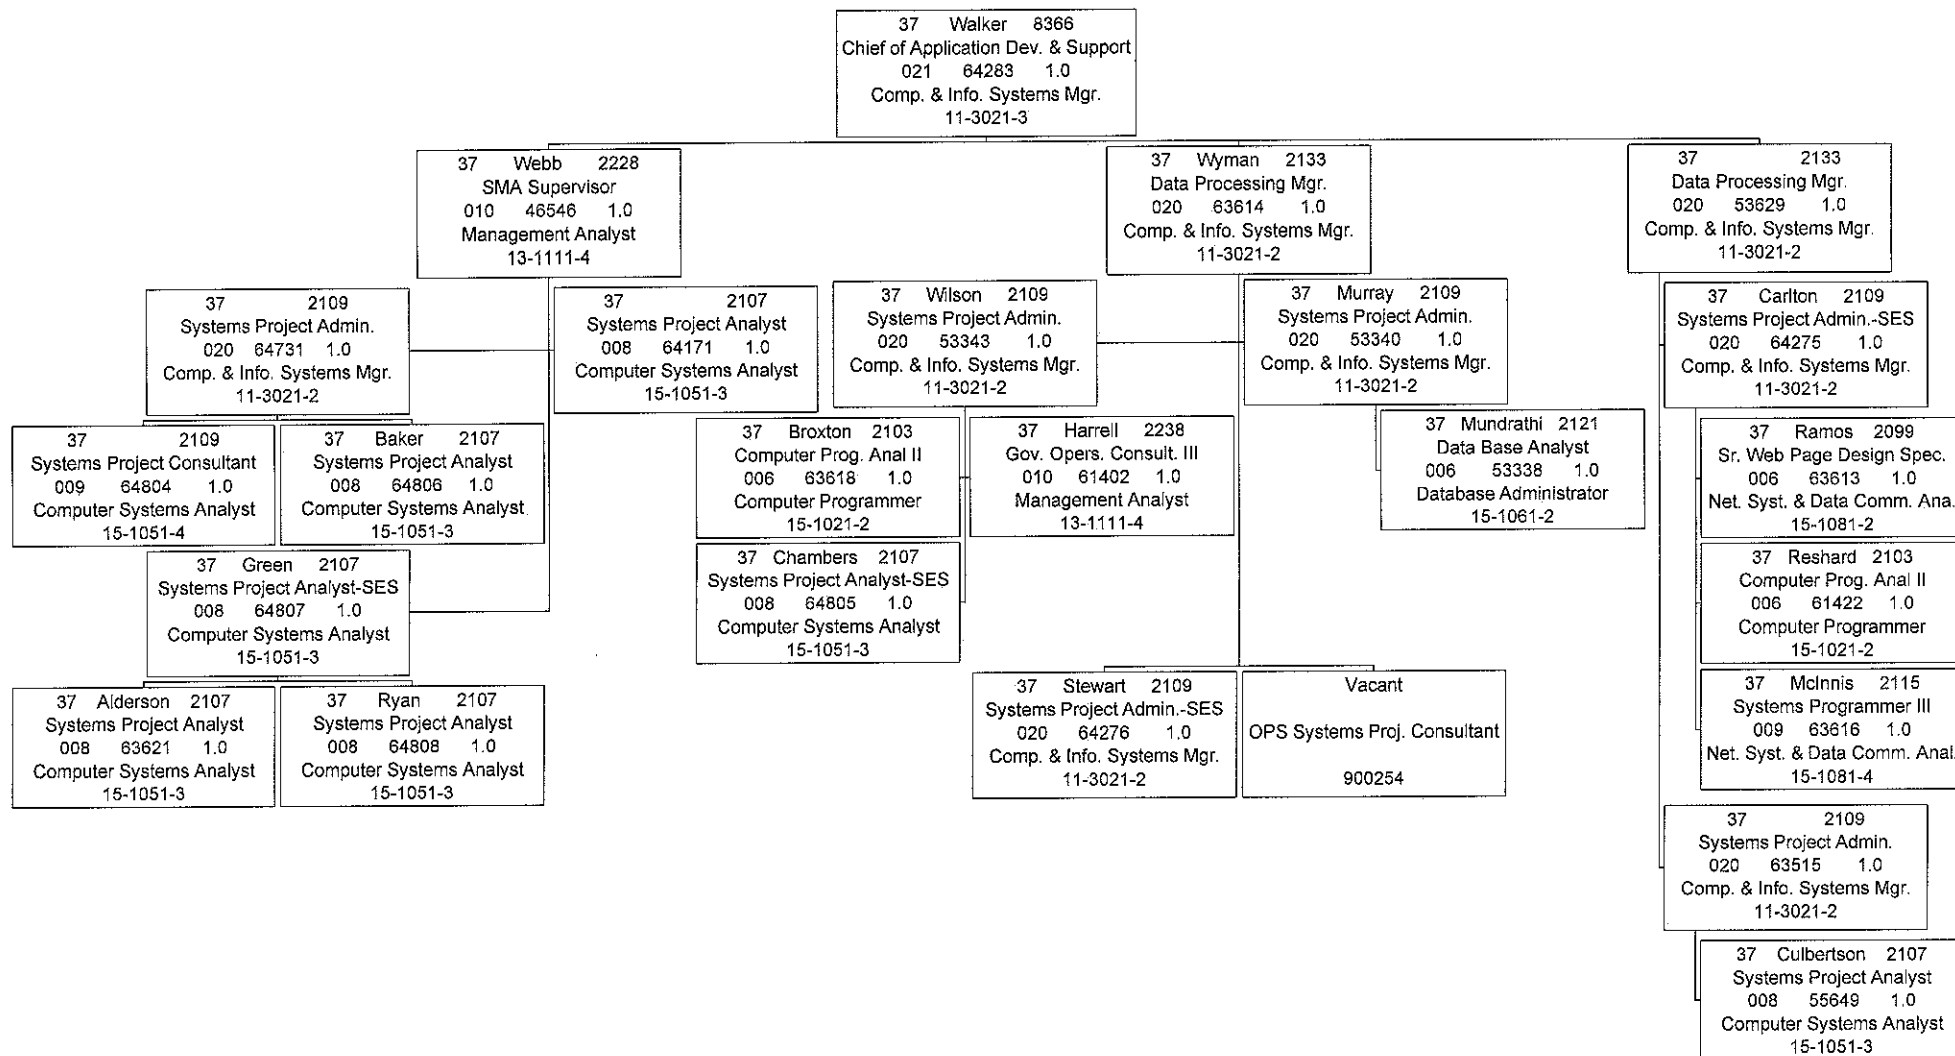 37 Walker 8366
Chief of Application Dev. & Support
021 64283 1.0
Comp. & Info. Systems Mgr.
11-3021-3
37 Webb 2228
SMA Supervisor
010 46546 1.0
Management Analyst
13-1111-4
37 Wyman 2133
Data Processing Mgr.
020 63614 1.0
Comp. & Info. Systems Mgr.
11-3021-2
37 2133
Data Processing Mgr.
020 53629 1.0
Comp. & Info. Systems Mgr.
11-3021-2
37 2109
Systems Project Admin.
020 64731 1.0
Comp. & Info. Systems Mgr.
11-3021-2
37 2107
Systems Project Analyst
008 64171 1.0
Computer Systems Analyst
15-1051-3
37 Wilson 2109
Systems Project Admin.
020 53343 1.0
Comp. & Info. Systems Mgr.
11-3021-2
37 Murray 2109
Systems Project Admin.
020 53340 1.0
Comp. & Info. Systems Mgr.
11-3021-2
37 Carlton 2109
Systems Project Admin.-SES
020 64275 1.0
Comp. & Info. Systems Mgr.
11-3021-2
37 2109
Systems Project Consultant
009 64804 1.0
Computer Systems Analyst
15-1051-4
37 Baker 2107
Systems Project Analyst
008 64806 1.0
Computer Systems Analyst
15-1051-3
37 Broxton 2103
Computer Prog. Anal II
006 63618 1.0
Computer Programmer
15-1021-2
37 Harrell 2238
Gov. Opers. Consult. III
010 61402 1.0
Management Analyst
13-1111-4
37 Mundrathi 2121
Data Base Analyst
006 53338 1.0
Database Administrator
15-1061-2
37 Ramos 2099
Sr. Web Page Design Spec.
006 63613 1.0
Net. Syst. & Data Comm. Ana.
15-1081-2
37 Green 2107
Systems Project Analyst-SES
008 64807 1.0
Computer Systems Analyst
15-1051-3
37 Chambers 2107
Systems Project Analyst-SES
008 64805 1.0
Computer Systems Analyst
15-1051-3
37 Reshard 2103
Computer Prog. Anal II
006 61422 1.0
Computer Programmer
15-1021-2
37 Alderson 2107
Systems Project Analyst
008 63621 1.0
Computer Systems Analyst
15-1051-3
37 Ryan 2107
Systems Project Analyst
008 64808 1.0
Computer Systems Analyst
15-1051-3
37 Stewart 2109
Systems Project Admin.-SES
020 64276 1.0
Comp. & Info. Systems Mgr.
11-3021-2
Vacant
OPS Systems Proj. Consultant
900254
37 McInnis 2115
Systems Programmer III
009 63616 1.0
Net. Syst. & Data Comm. Anal.
15-1081-4
37 2109
Systems Project Admin.
020 63515 1.0
Comp. & Info. Systems Mgr.
11-3021-2
37 Culbertson 2107
Systems Project Analyst
008 55649 1.0
Computer Systems Analyst
15-1051-3